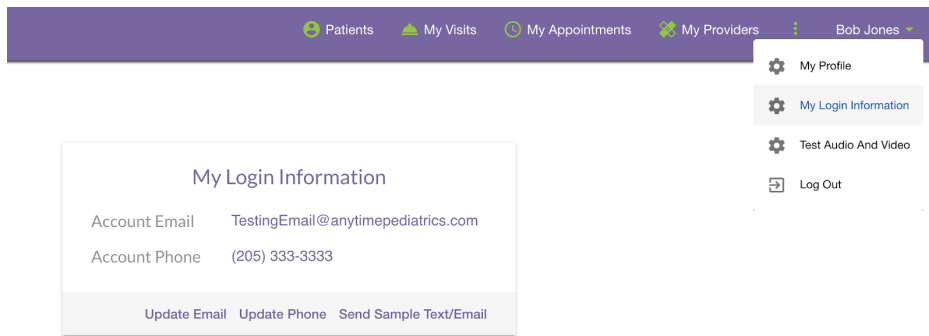 Patients My Visits My Appointments My Providers Bob Jones
My Profile
My Login Information
Test Audio And Video
Log Out
My Login Information
Account Email TestingEmail@anytimepediatrics.com
Account Phone (205) 333-3333
Update Email Update Phone Send Sample Text/Email